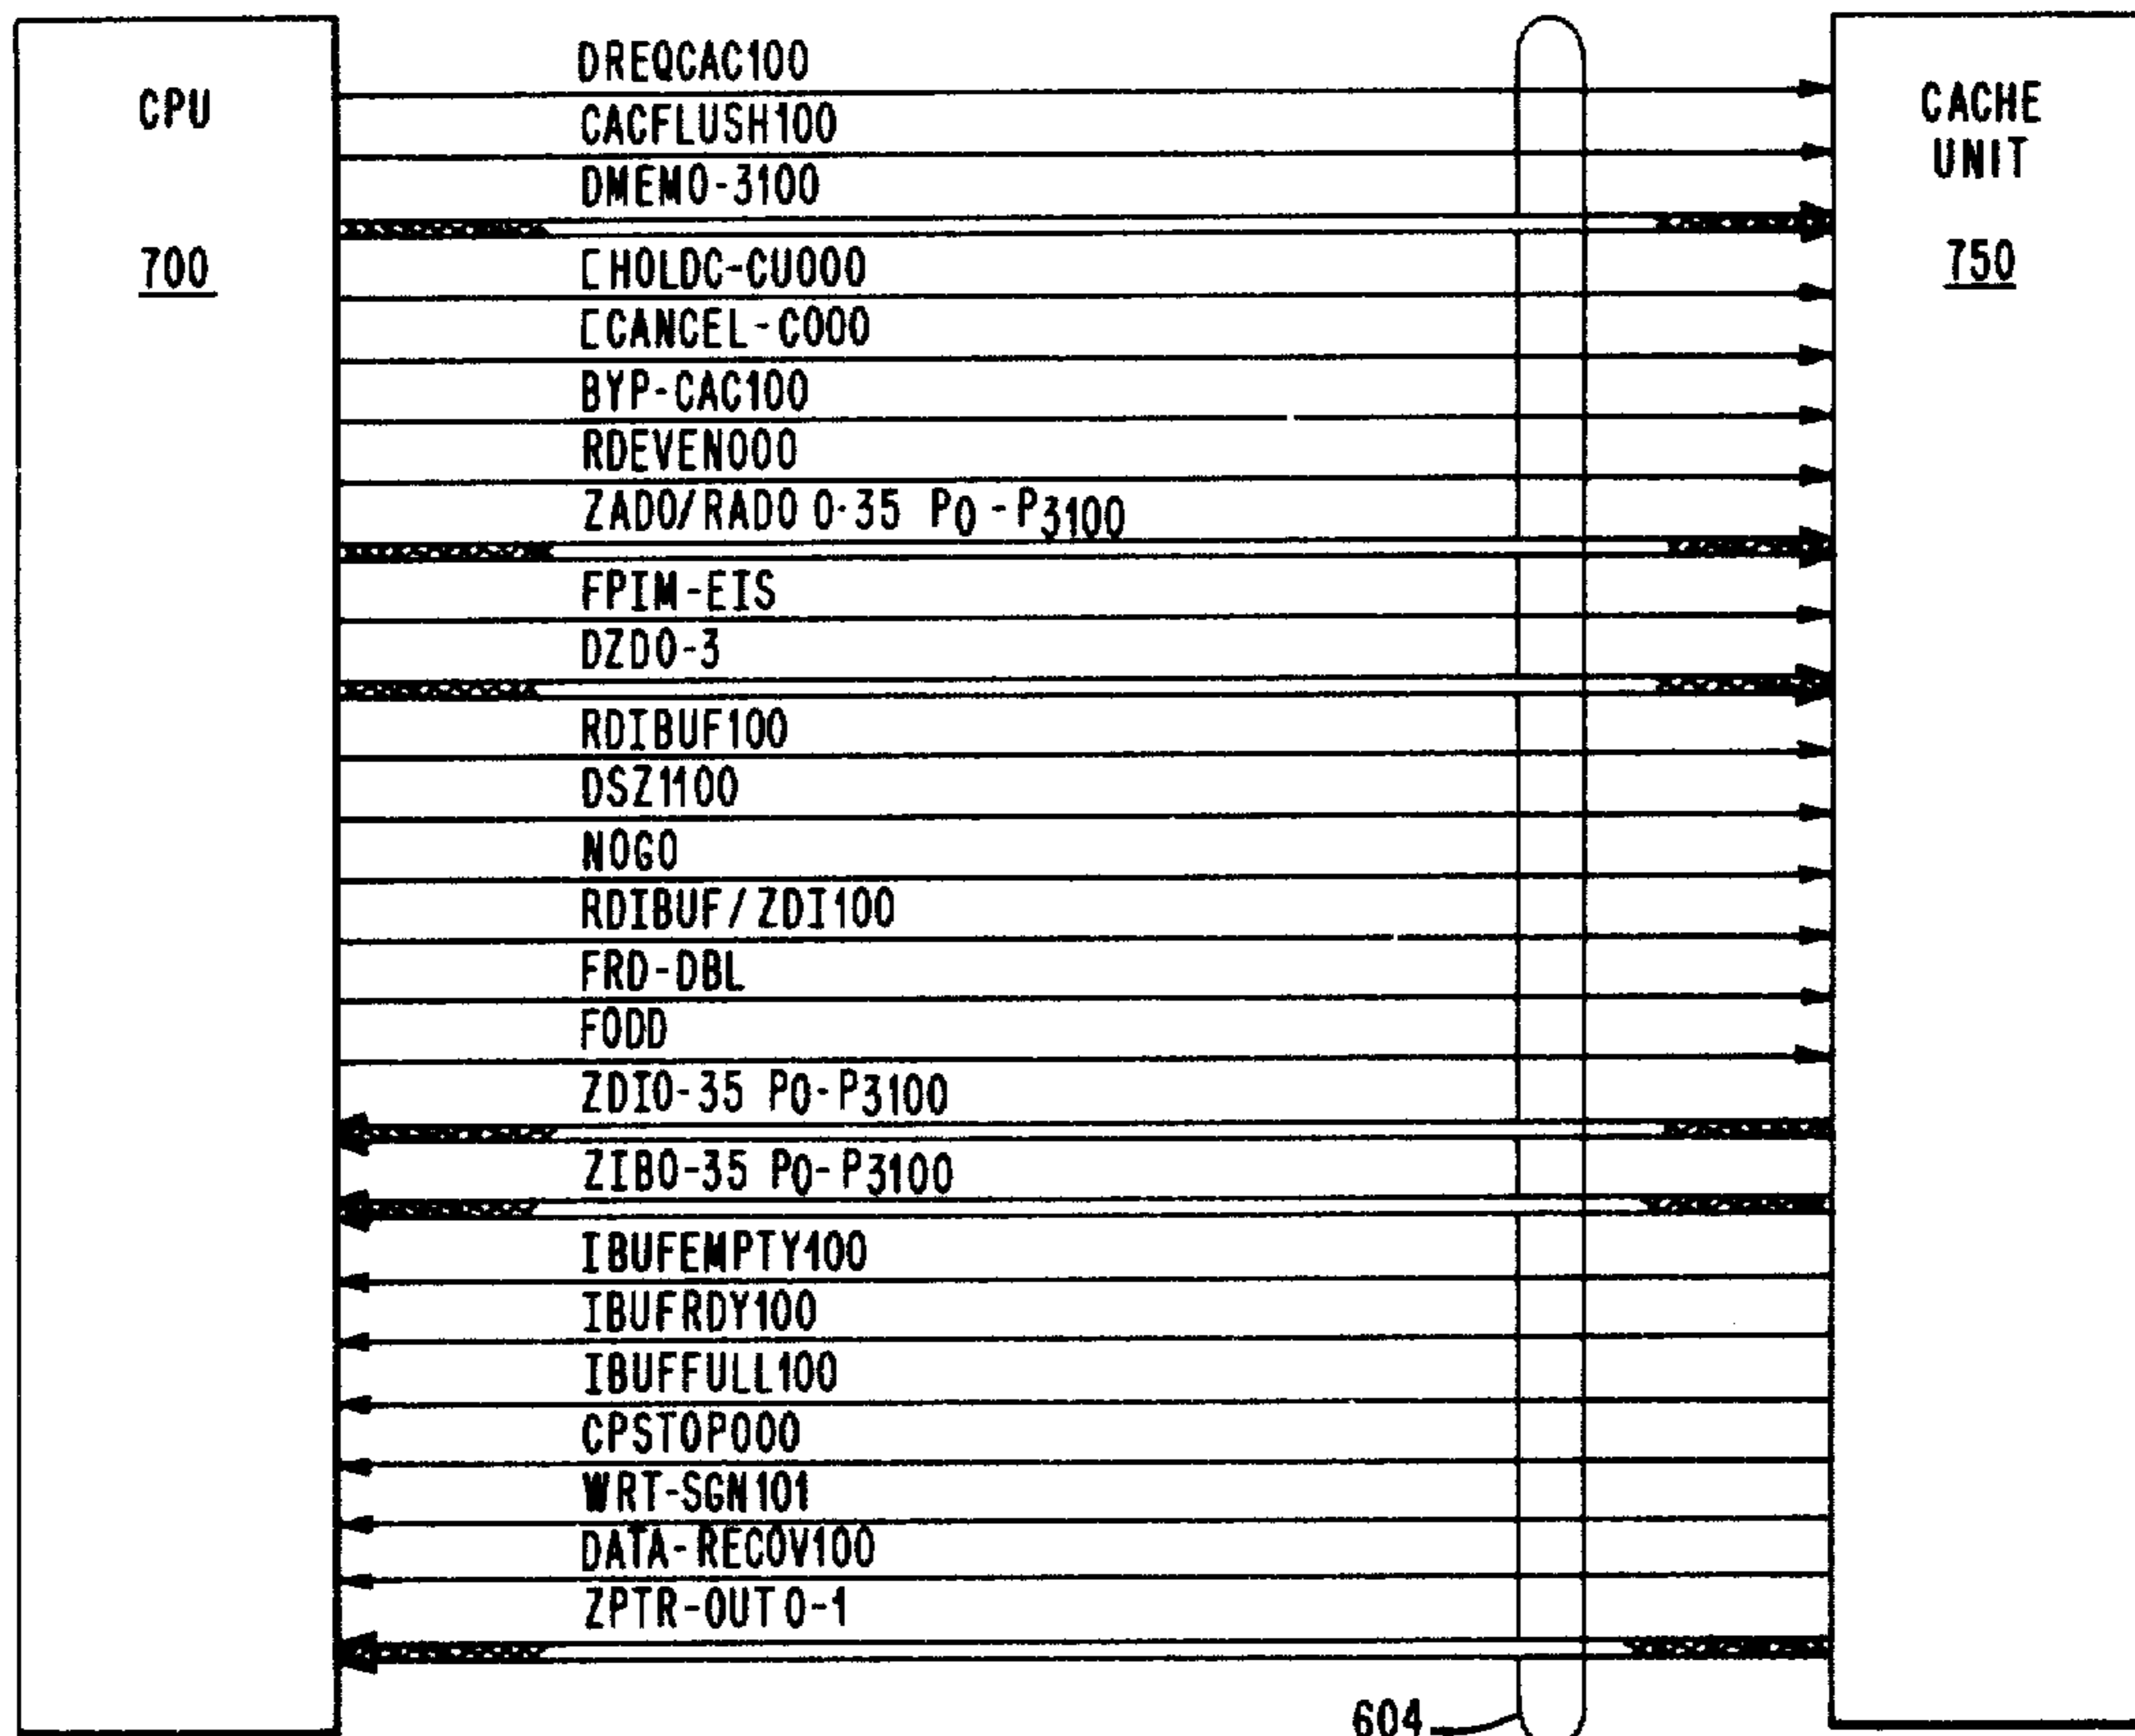 CPU
700
DREQCAC100
CACFLUSH100
DMEM0-3100
[HOLDC-CU000
[CANCEL-C000
BYP-CAC100
RDEVEN000
ZADO/RADO 0-35 P0-P3100
FPIM-EIS
DZD0-3
RDIBUF100
DSZ1100
NOGO
RDIBUF/ZDI100
FRD-DBL
FODD
ZDI0-35 P0-P3100
ZIB0-35 P0-P3100
IBUFEMPTY100
IBUFRDY100
IBUFFULL100
CPSTOP000
WRT-SGN101
DATA-RECOV100
ZPTR-OUT 0-1
604
CACHE
UNIT
750